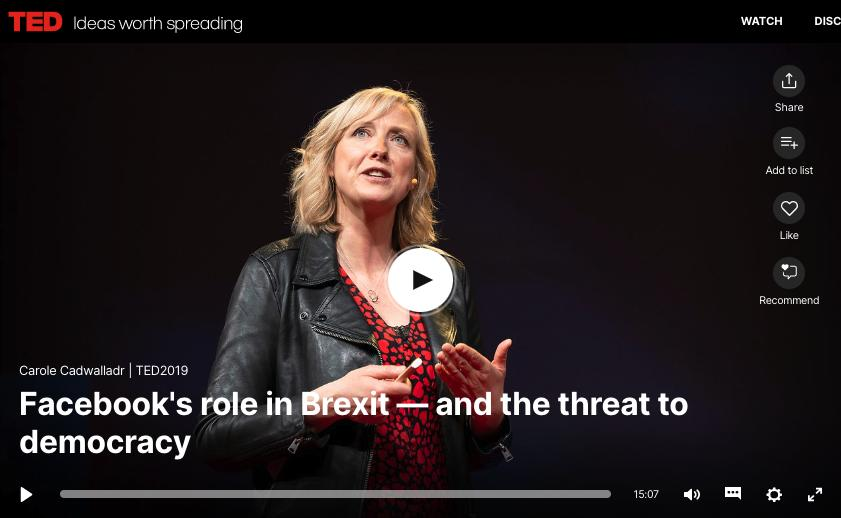 TED Ideas worth spreading
WATCH
DISC
Share
Add to list
Like
Recommend
Carole Cadwalladr | TED2019
Facebook's role in Brexit — and the threat to
democracy
15:07